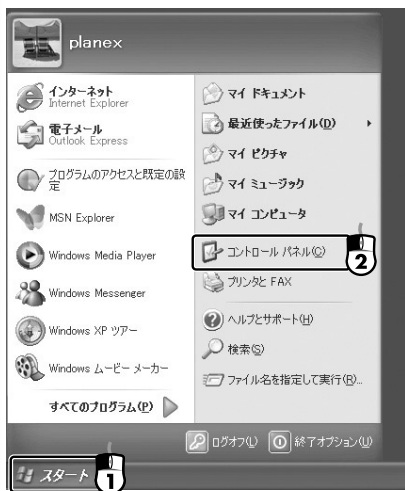 planex
インターネット
Internet Explorer
電子メール
Outlook Express
プログラムのアクセスと既定の設
定
MSN Explorer
Windows Media Player
Windows Messenger
Windows XP ツアー
Windows ムービー メーカー
すべてのプログラム(P)
マイ ドキュメント
最近使ったファイル(D)
マイ ピクチャ
マイ ミュージック
マイ コンピュータ
コントロール パネル(C)
2
プリンタと FAX
ヘルプとサポート(H)
検索(S)
ファイル名を指定して実行(R)...
ログオフ(L)
終了オプション(U)
スタート
1